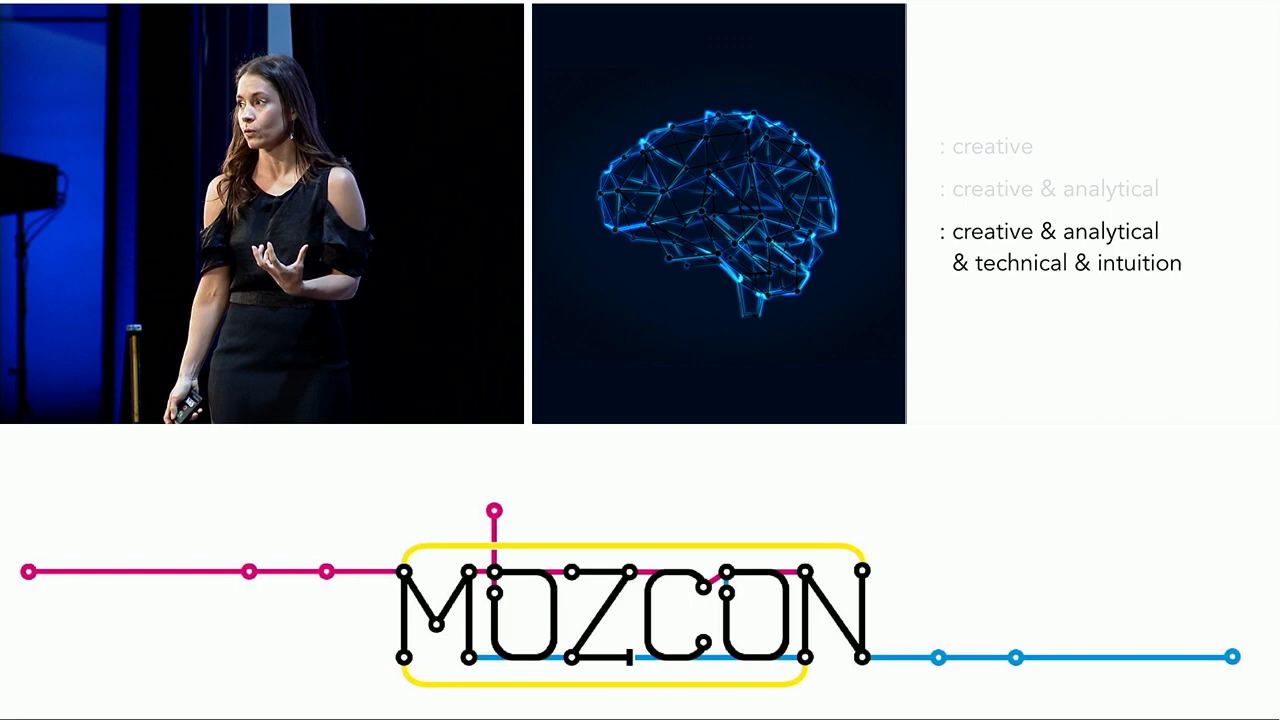 : creative
: creative & analytical
: creative & analytical
& technical & intuition
MOZCON